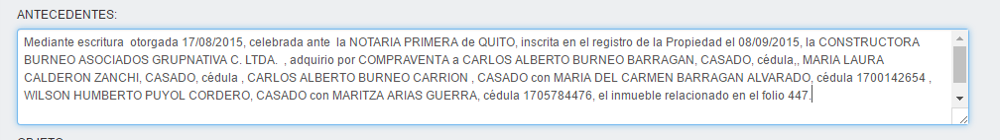 ANTECEDENTES:
Mediante escritura  otorgada 17/08/2015, celebrada ante  la NOTARIA PRIMERA de QUITO, inscrita en el registro de la Propiedad el 08/09/2015, la CONSTRUCTORA
BURNEO ASOCIADOS GRUPNATIVA C. LTDA.  , adquirio por COMPRAVENTA a CARLOS ALBERTO BURNEO BARRAGAN, CASADO, cédula,, MARIA LAURA
CALDERON ZANCHI, CASADO, cédula , CARLOS ALBERTO BURNEO CARRION , CASADO con MARIA DEL CARMEN BARRAGAN ALVARADO, cédula 1700142654 ,
WILSON HUMBERTO PUYOL CORDERO, CASADO con MARITZA ARIAS GUERRA, cédula 1705784476, el inmueble relacionado en el folio 447.